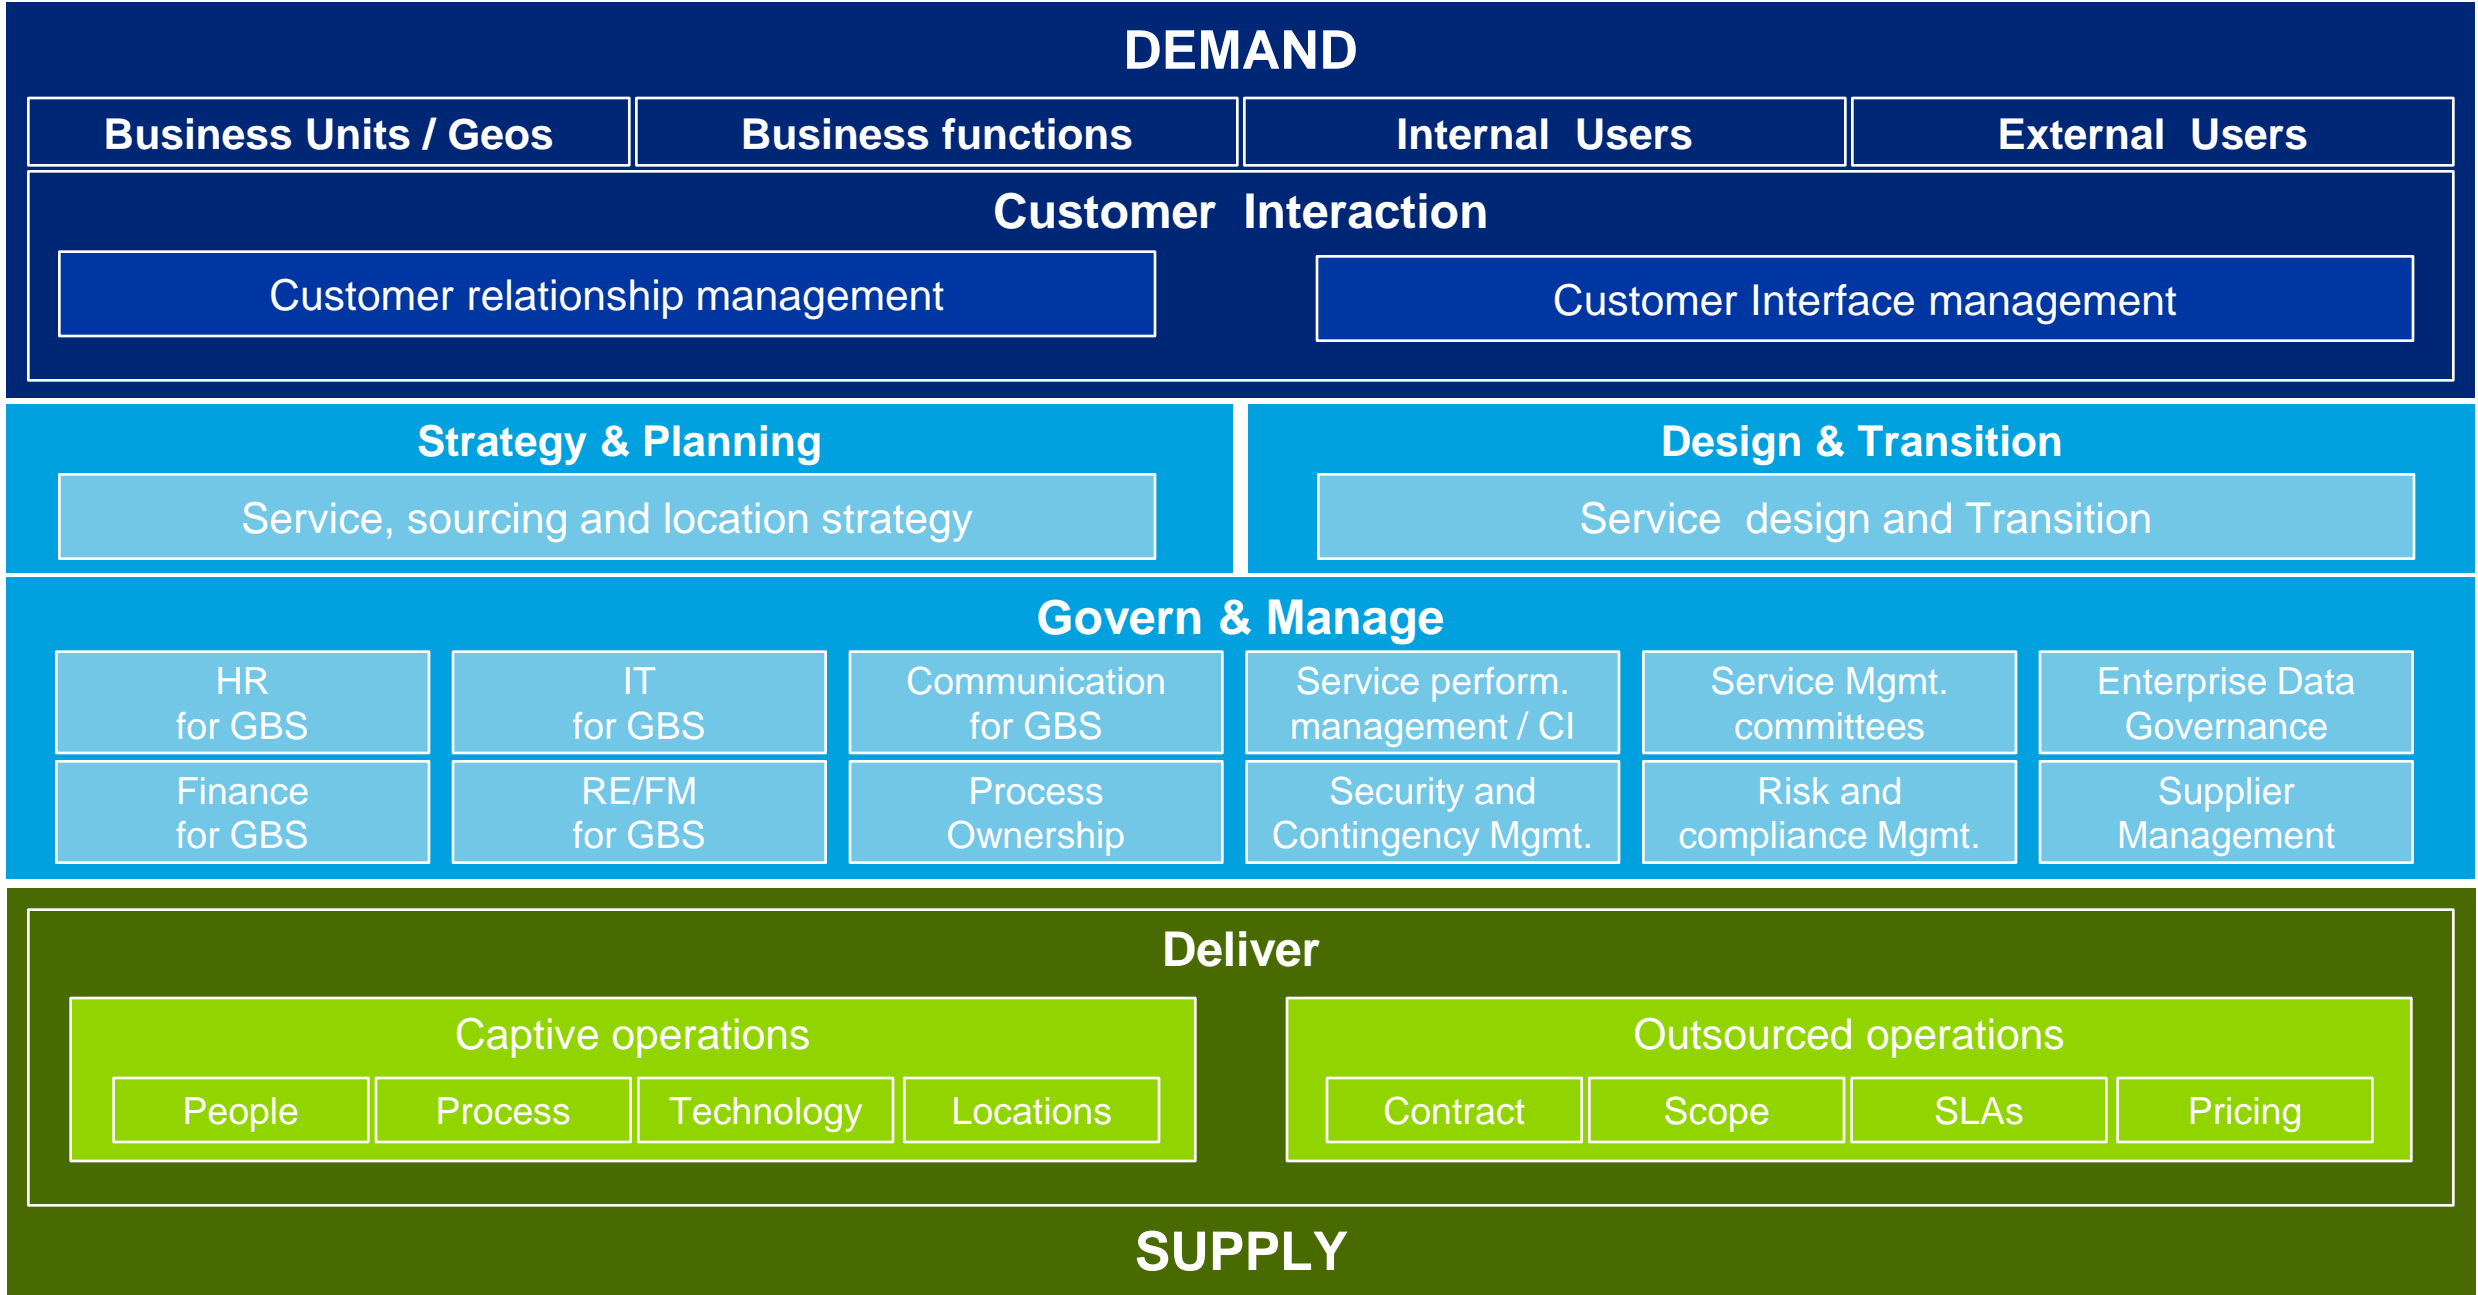 DEMAND
Business Units / Geos
Business functions
Internal  Users
External  Users
Customer  Interaction
Customer relationship management
Customer Interface management
Strategy & Planning
Service, sourcing and location strategy
Design & Transition
Service  design and Transition
Govern & Manage
HR
for GBS
IT
for GBS
Communication
for GBS
Service perform.
management / CI
Service Mgmt.
committees
Enterprise Data
Governance
Finance
for GBS
RE/FM
for GBS
Process
Ownership
Security and
Contingency Mgmt.
Risk and
compliance Mgmt.
Supplier
Management
Deliver
Captive operations
People
Process
Technology
Locations
Outsourced operations
Contract
Scope
SLAs
Pricing
SUPPLY